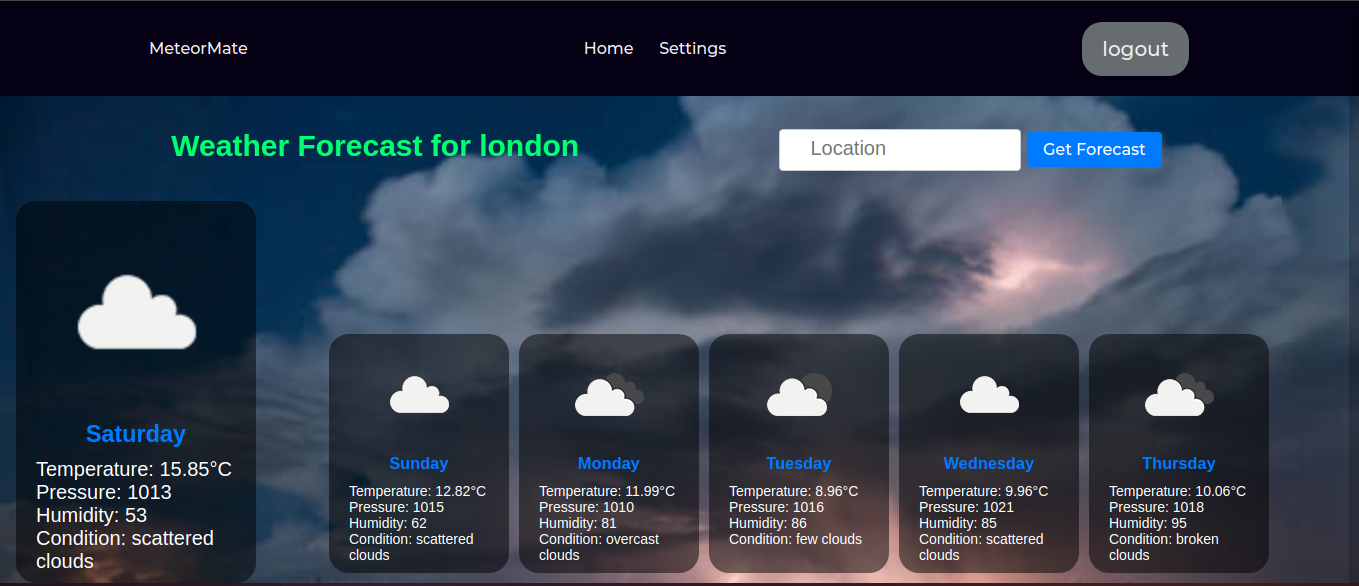 MeteorMate
Home
Settings
logout
Weather Forecast for london
Location
Get Forecast
Saturday
Temperature: 15.85°C
Pressure: 1013
Humidity: 53
Condition: scattered
clouds
Sunday
Temperature: 12.82°C
Pressure: 1015
Humidity: 62
Condition: scattered
clouds
Monday
Temperature: 11.99°C
Pressure: 1010
Humidity: 81
Condition: overcast
clouds
Tuesday
Temperature: 8.96°C
Pressure: 1016
Humidity: 86
Condition: few clouds
Wednesday
Temperature: 9.96°C
Pressure: 1021
Humidity: 85
Condition: scattered
clouds
Thursday
Temperature: 10.06°C
Pressure: 1018
Humidity: 95
Condition: broken
clouds